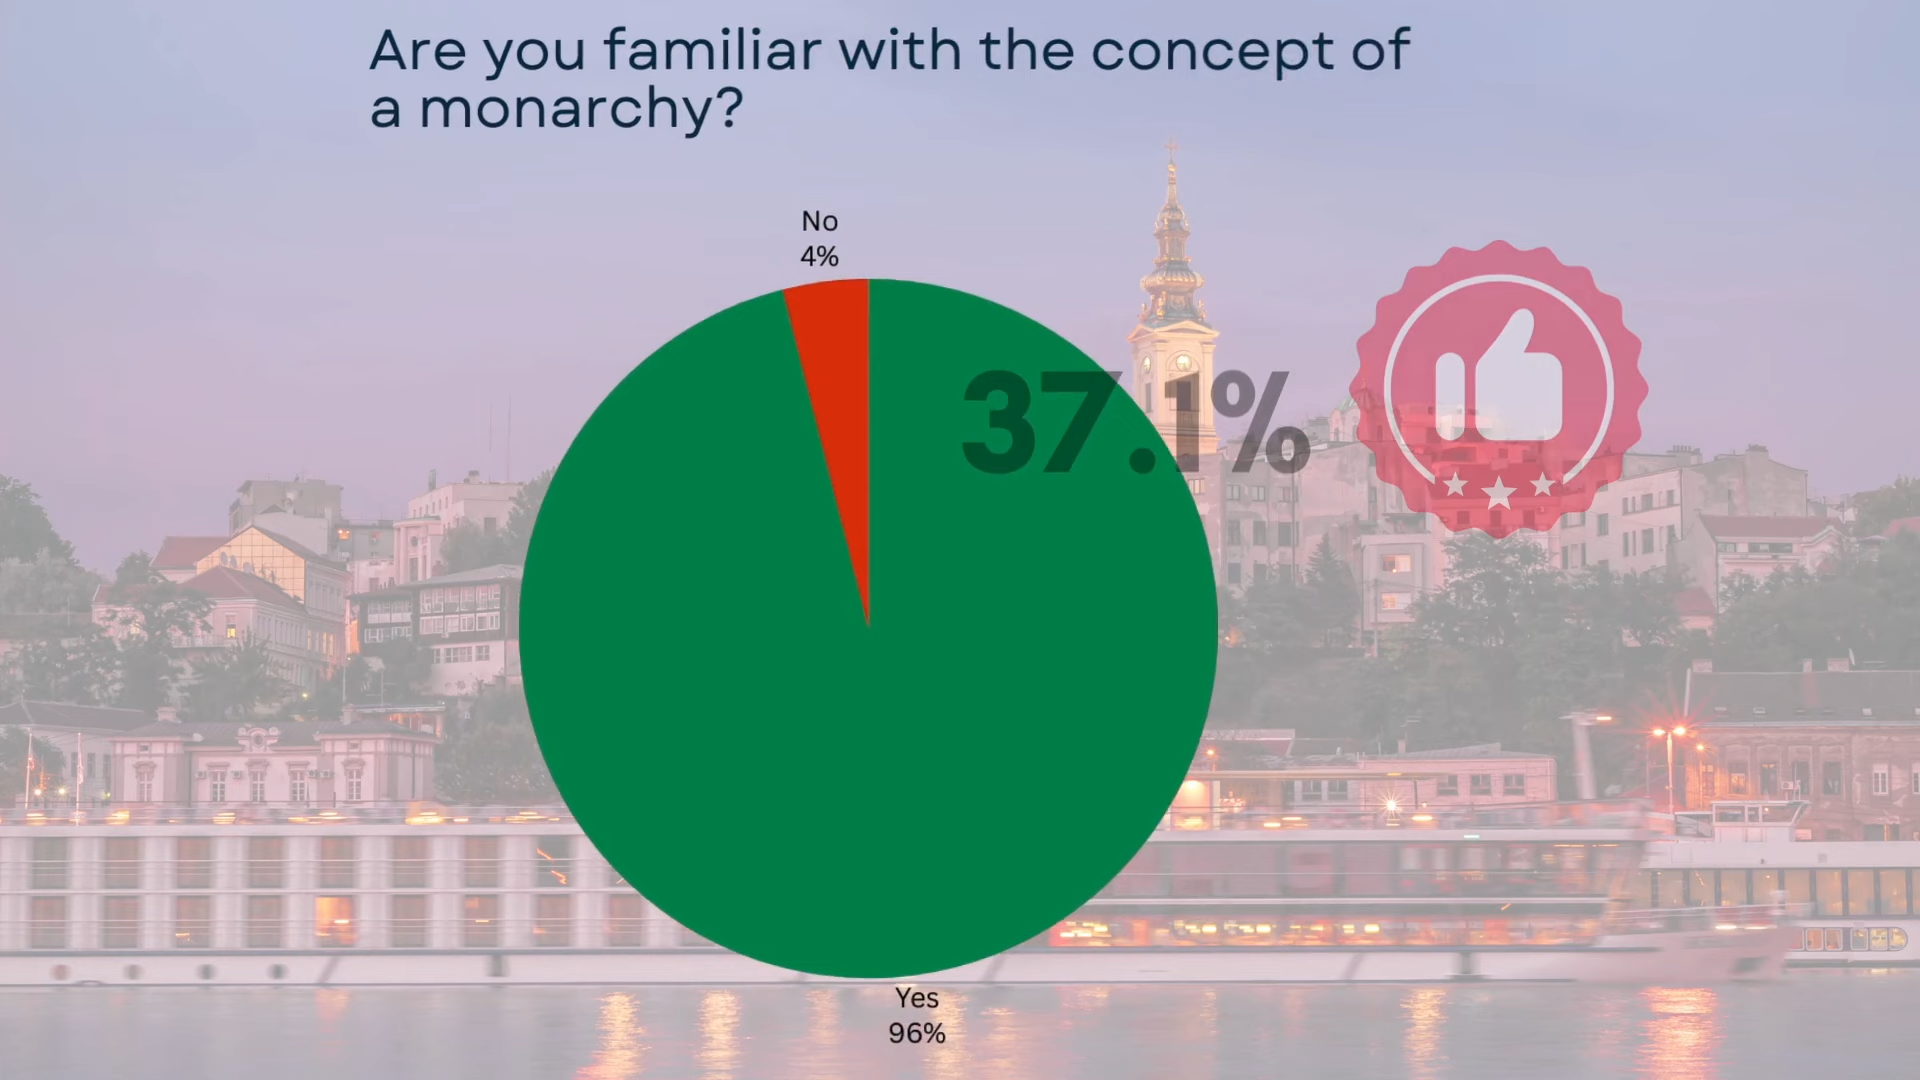 Are you familiar with the concept of
a monarchy?
No
4%
37.1%
Yes
96%